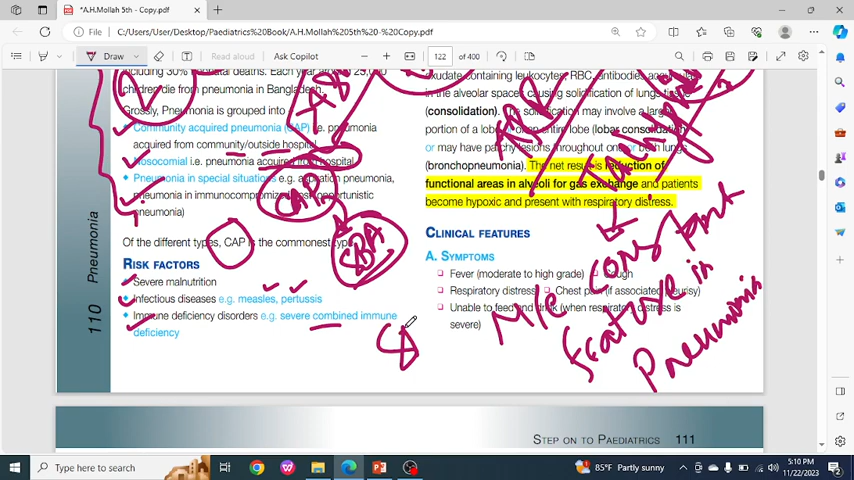 *A.H.Mollah 5th - Copy.pdf
File
C:/Users/User/Desktop/Paediatrics%20Book/A.H.Mollah%205th%20-%20Copy.pdf
Draw
Read aloud
Ask Copilot
122
of 400
children die from pneumonia in Bangladesh.
Grossly, Pneumonia is grouped into
Community acquired pneumonia (CAP) i.e. pneumonia
acquired from community/outside hospital
Nosocomial i.e. pneumonia acquired from hospital
Pneumonia in special situations e.g. aspiration pneumonia,
pneumonia in immunocompromized host opportunistic
pneumonia)
CAP
SBA
Of the different types, CAP is the commonest type
RISK FACTORS
Severe malnutrition
Infectious diseases e.g. measles, pertussis
Immune deficiency disorders e.g. severe combined immune
deficiency
110 Pneumonia
exudate containing leukocytes, RBC, antibodies
in the alveolar spaces causing solidification of lungs tissue
(consolidation). The solidification may involve a large
portion of a lobe or even entire lobe (lobar consolidation)
or may have patchy lesions throughout one or both lungs
(bronchopneumonia). The net result is reduction of
functional areas in alveoli for gas exchange and patients
become hypoxic and present with respiratory distress.
CLINICAL FEATURES
A. SYMPTOMS
Fever (moderate to high grade) Cough
Respiratory distress Chest pain (if associated pleurisy)
Unable to feed and drink (when respiratory distress is
severe)
M/c constant
feature in
Pneumonia
STEP ON TO PAEDIATRICS 111
Type here to search
85°F Partly sunny
5:10 PM
11/22/2023